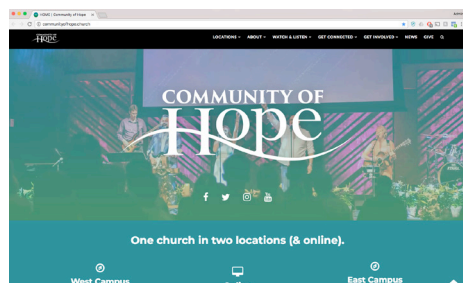 HOME | Community of Hope
communityofhope.church
Hope
LOCATIONS ABOUT WATCH & LISTEN GET CONNECTED GET INVOLVED NEWS GIVE
COMMUNITY OF
Hope
One church in two locations (& online).
West Campus
East Campus